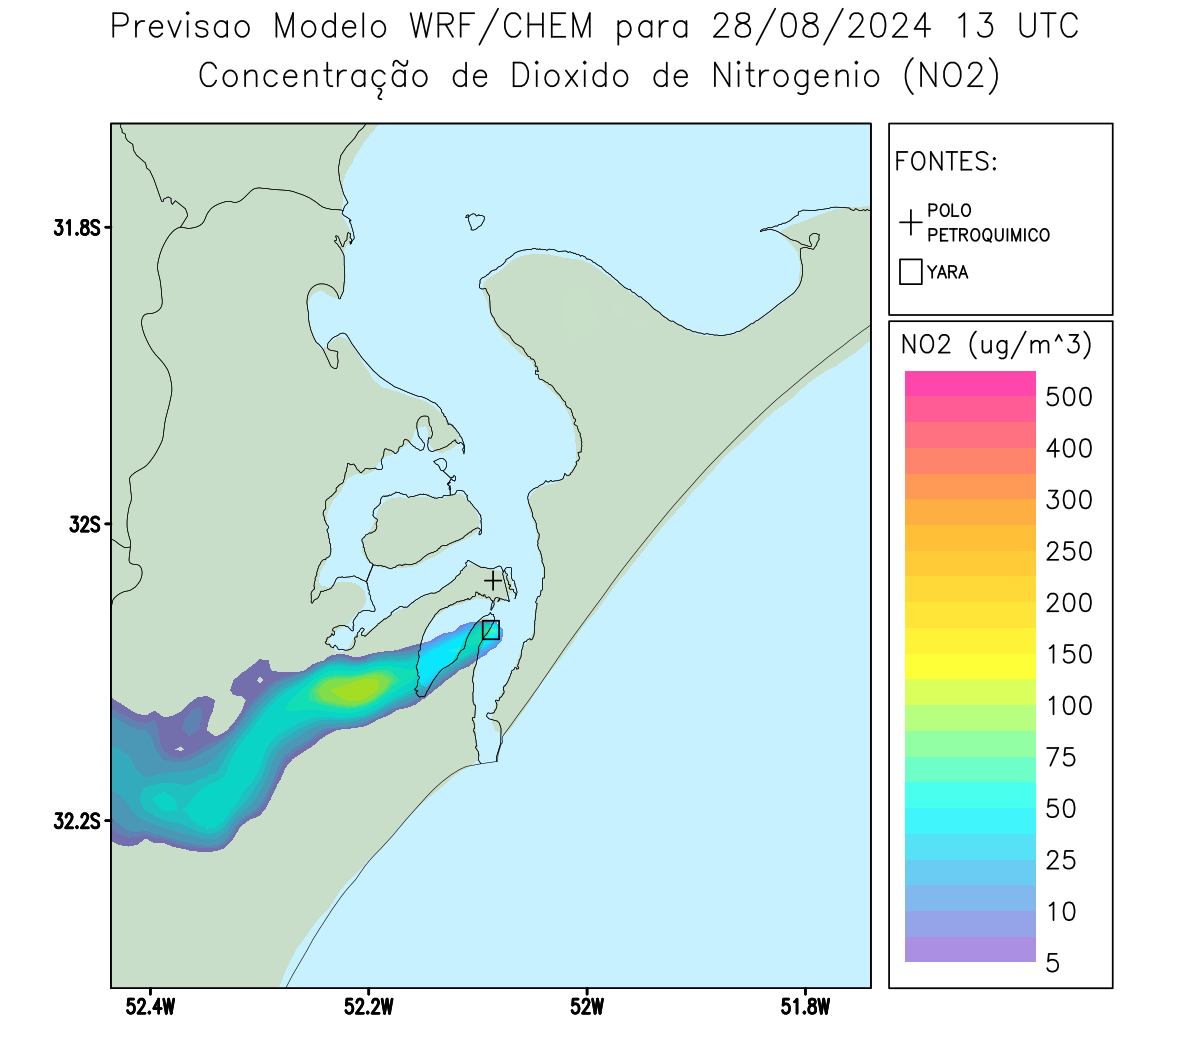 Previsao Modelo WRF/CHEM para 28/08/2024 13 UTC
Concentração de Dioxido de Nitrogenio (NO2)
FONTES:
POLO
PETROQUIMICO
YARA
NO2 (ug/m^3)
500
400
300
250
200
150
100
75
50
25
10
5
31.8S
32S
32.2S
52.4W
52.2W
52W
51.8W